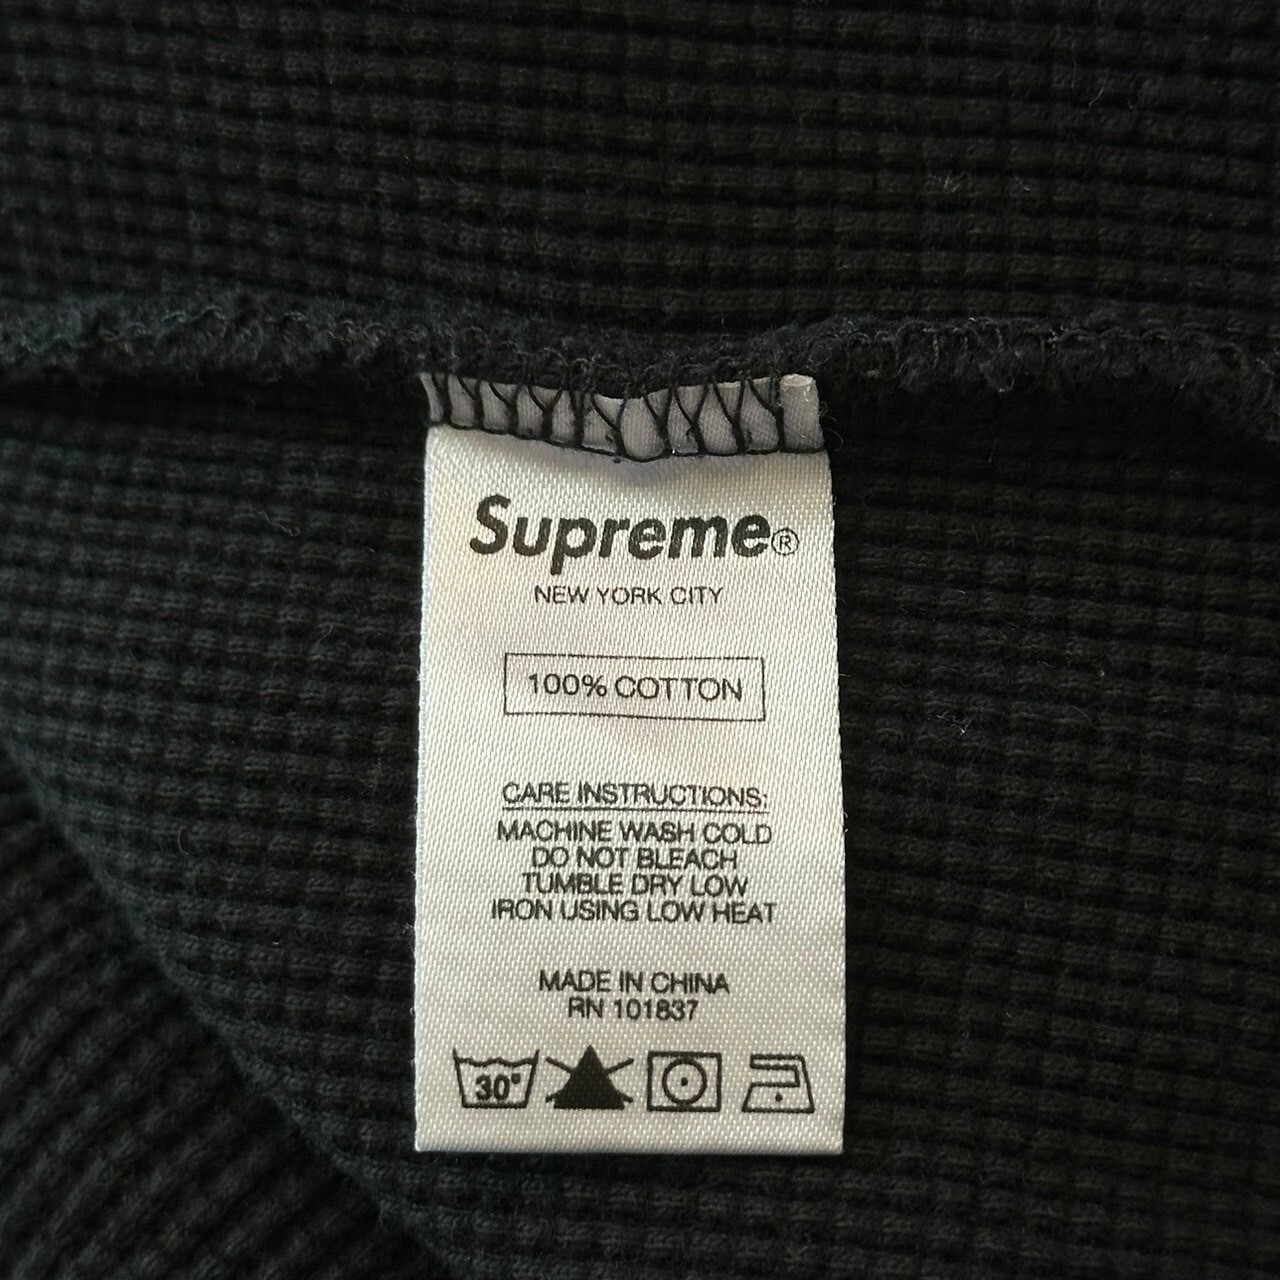 Supreme®
NEW YORK CITY
100% COTTON
CARE INSTRUCTIONS:
MACHINE WASH COLD
DO NOT BLEACH
TUMBLE DRY LOW
IRON USING LOW HEAT
MADE IN CHINA
RN 101837
30°